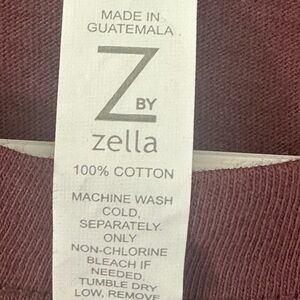 MADE IN
GUATEMALA
Z BY
zella
100% COTTON
MACHINE WASH
COLD,
SEPARATELY.
ONLY
NON-CHLORINE
BLEACH IF
NEEDED.
TUMBLE DRY
LOW, REMOVE